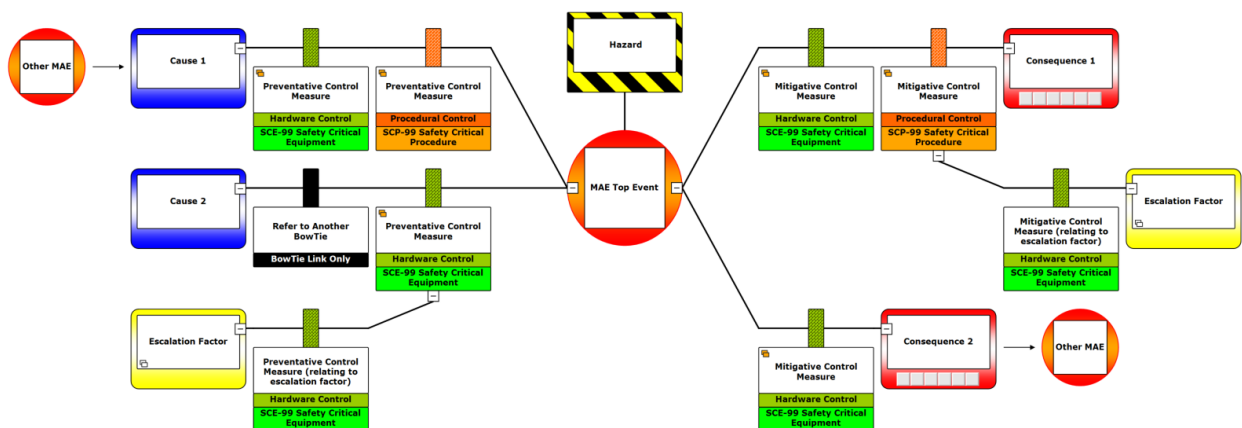 Hazard
Other MAE
Cause 1
Preventative Control
Measure
Hardware Control
SCE-99 Safety Critical
Equipment
Preventative Control
Measure
Procedural Control
SCP-99 Safety Critical
Procedure
Mitigative Control
Measure
Hardware Control
SCE-99 Safety Critical
Equipment
Mitigative Control
Measure
Procedural Control
SCP-99 Safety Critical
Procedure
Consequence 1
Cause 2
Refer to Another
BowTie
BowTie Link Only
Preventative Control
Measure
Hardware Control
SCE-99 Safety Critical
Equipment
MAE Top Event
Mitigative Control
Measure (relating to
escalation factor)
Hardware Control
SCE-99 Safety Critical
Equipment
Escalation Factor
Escalation Factor
Preventative Control
Measure (relating to
escalation factor)
Hardware Control
SCE-99 Safety Critical
Equipment
Mitigative Control
Measure
Hardware Control
SCE-99 Safety Critical
Equipment
Consequence 2
Other MAE